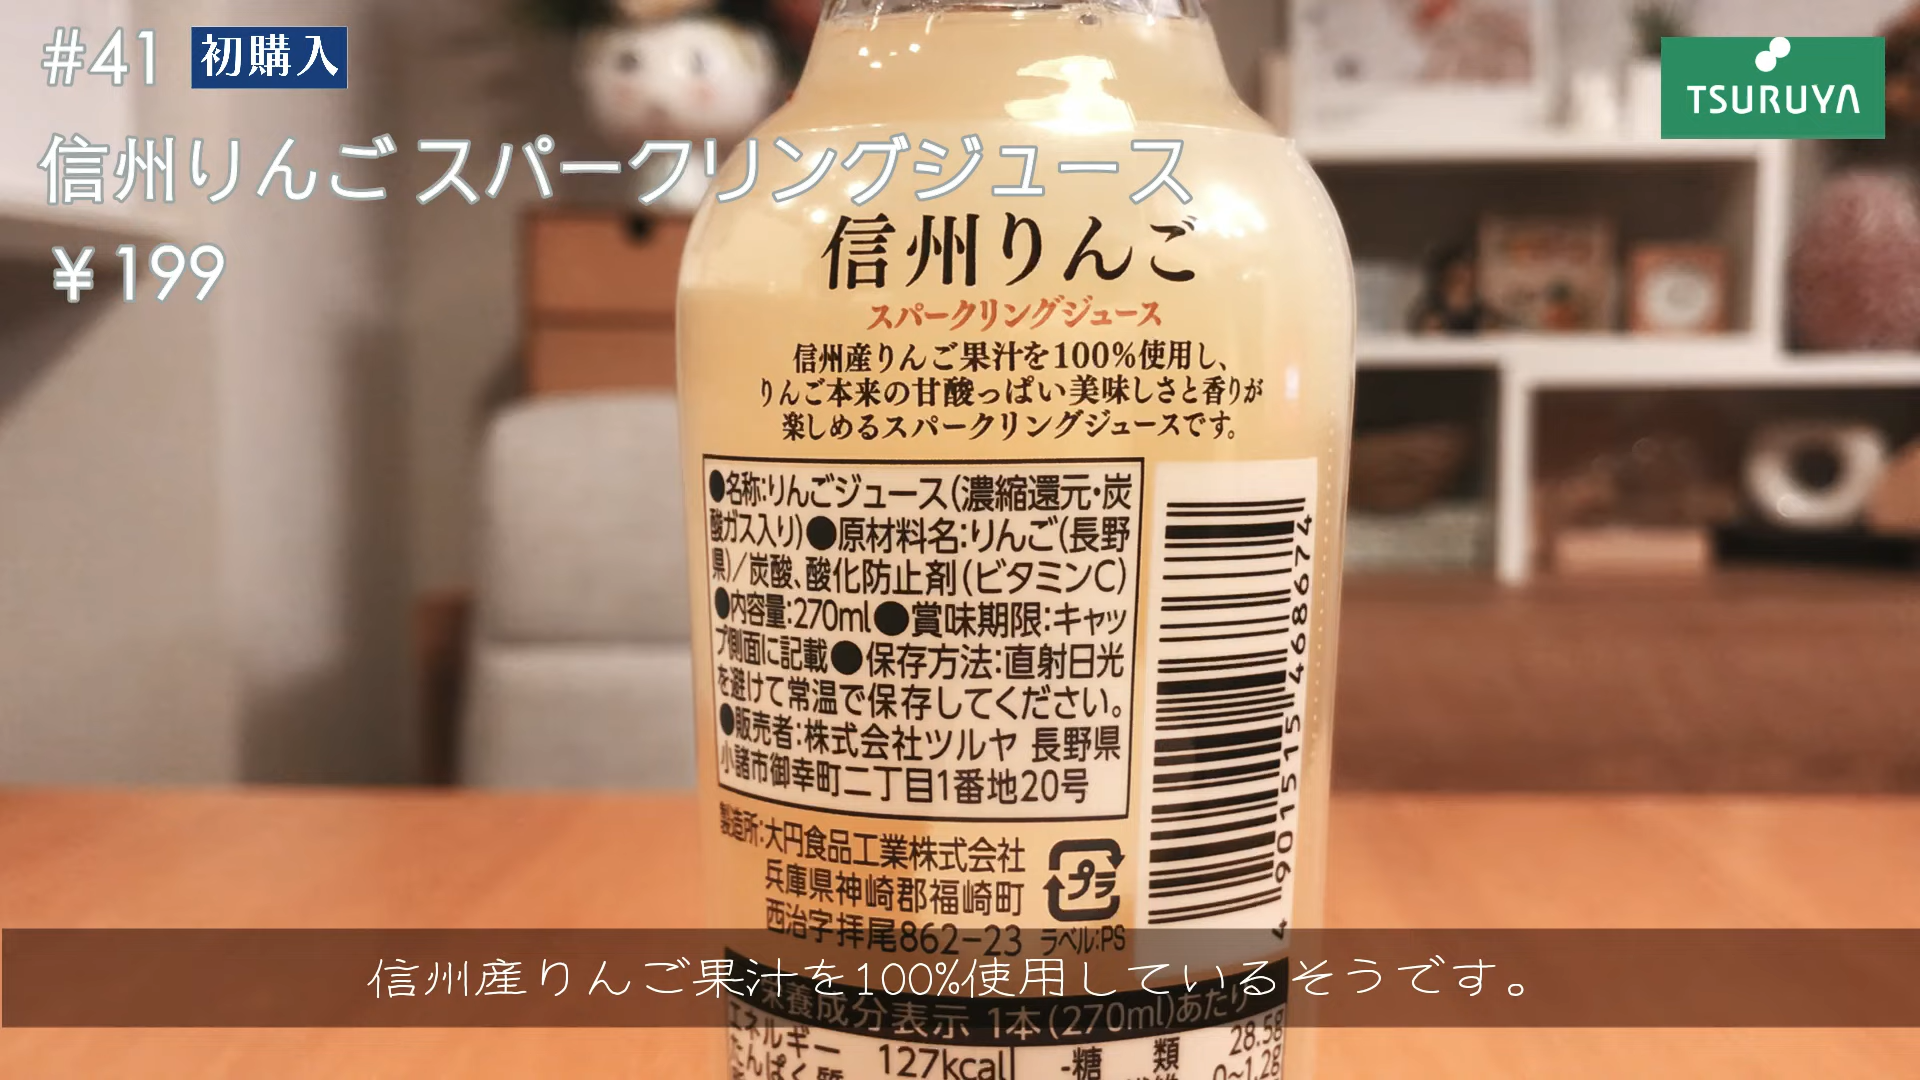 #41 初購入
TSURUYA
信州りんご スパークリングジュース
￥199
信州りんご
スパークリングジュース
信州産りんご果汁を100%使用し、
りんご本来の甘酸っぱい美味しさと香りが
楽しめるスパークリングジュースです。
●名称:りんごジュース(濃縮還元・炭
酸ガス入り)●原材料名:りんご(長野
県)/炭酸、酸化防止剤(ビタミンC)
●内容量:270ml●賞味期限:キャッ
プ側面に記載●保存方法:直射日光
を避けて常温で保存してください。
●販売者:株式会社ツルヤ 長野県
小諸市御幸町二丁目1番地20号
4901515468674
製造所:大円食品工業株式会社
兵庫県神崎郡福崎町
西治字拝尾862-23
プラ
ラベル:PS
信州産りんご果汁を100%使用しているそうです。
栄養成分表示 1本(270ml)あたり
エネルギー 127kcal
-糖 類 28.5g
たんぱく質
0~1.2g